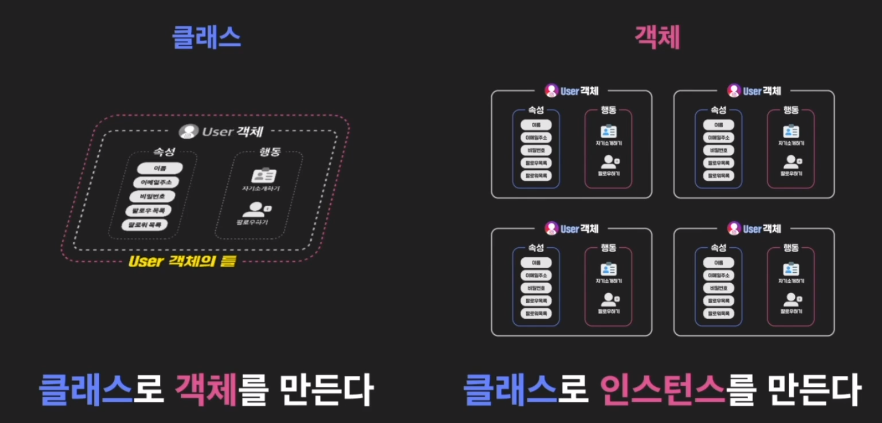 클래스
User 객체
속성
행동
이름
이메일주소
비밀번호
팔로우 목록
팔로워 목록
자기소개하기
팔로우하기
User 객체의 틀
클래스로 객체를 만든다
객체
User 객체
속성
행동
이름
이메일주소
비밀번호
팔로우목록
팔로워목록
자기소개하기
팔로우하기
User 객체
속성
행동
이름
이메일주소
비밀번호
팔로우목록
팔로워목록
자기소개하기
팔로우하기
User 객체
속성
행동
이름
이메일주소
비밀번호
팔로우목록
팔로워목록
자기소개하기
팔로우하기
User 객체
속성
행동
이름
이메일주소
비밀번호
팔로우목록
팔로워목록
자기소개하기
팔로우하기
클래스로 인스턴스를 만든다